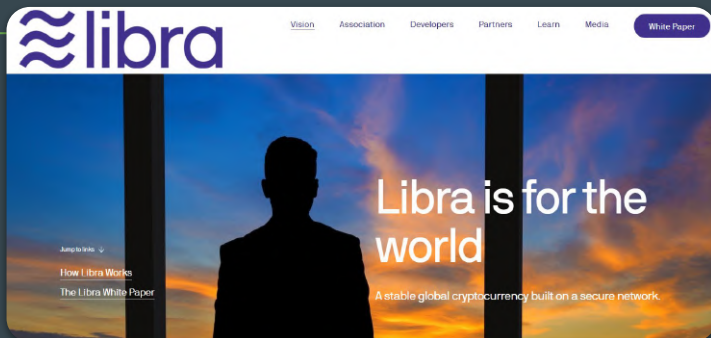 libra
Vision Association Developers Partners Learn Media White Paper
Libra is for the
world
A stable global cryptocurrency built on a secure network.
Jump to links
How Libra Works
The Libra White Paper